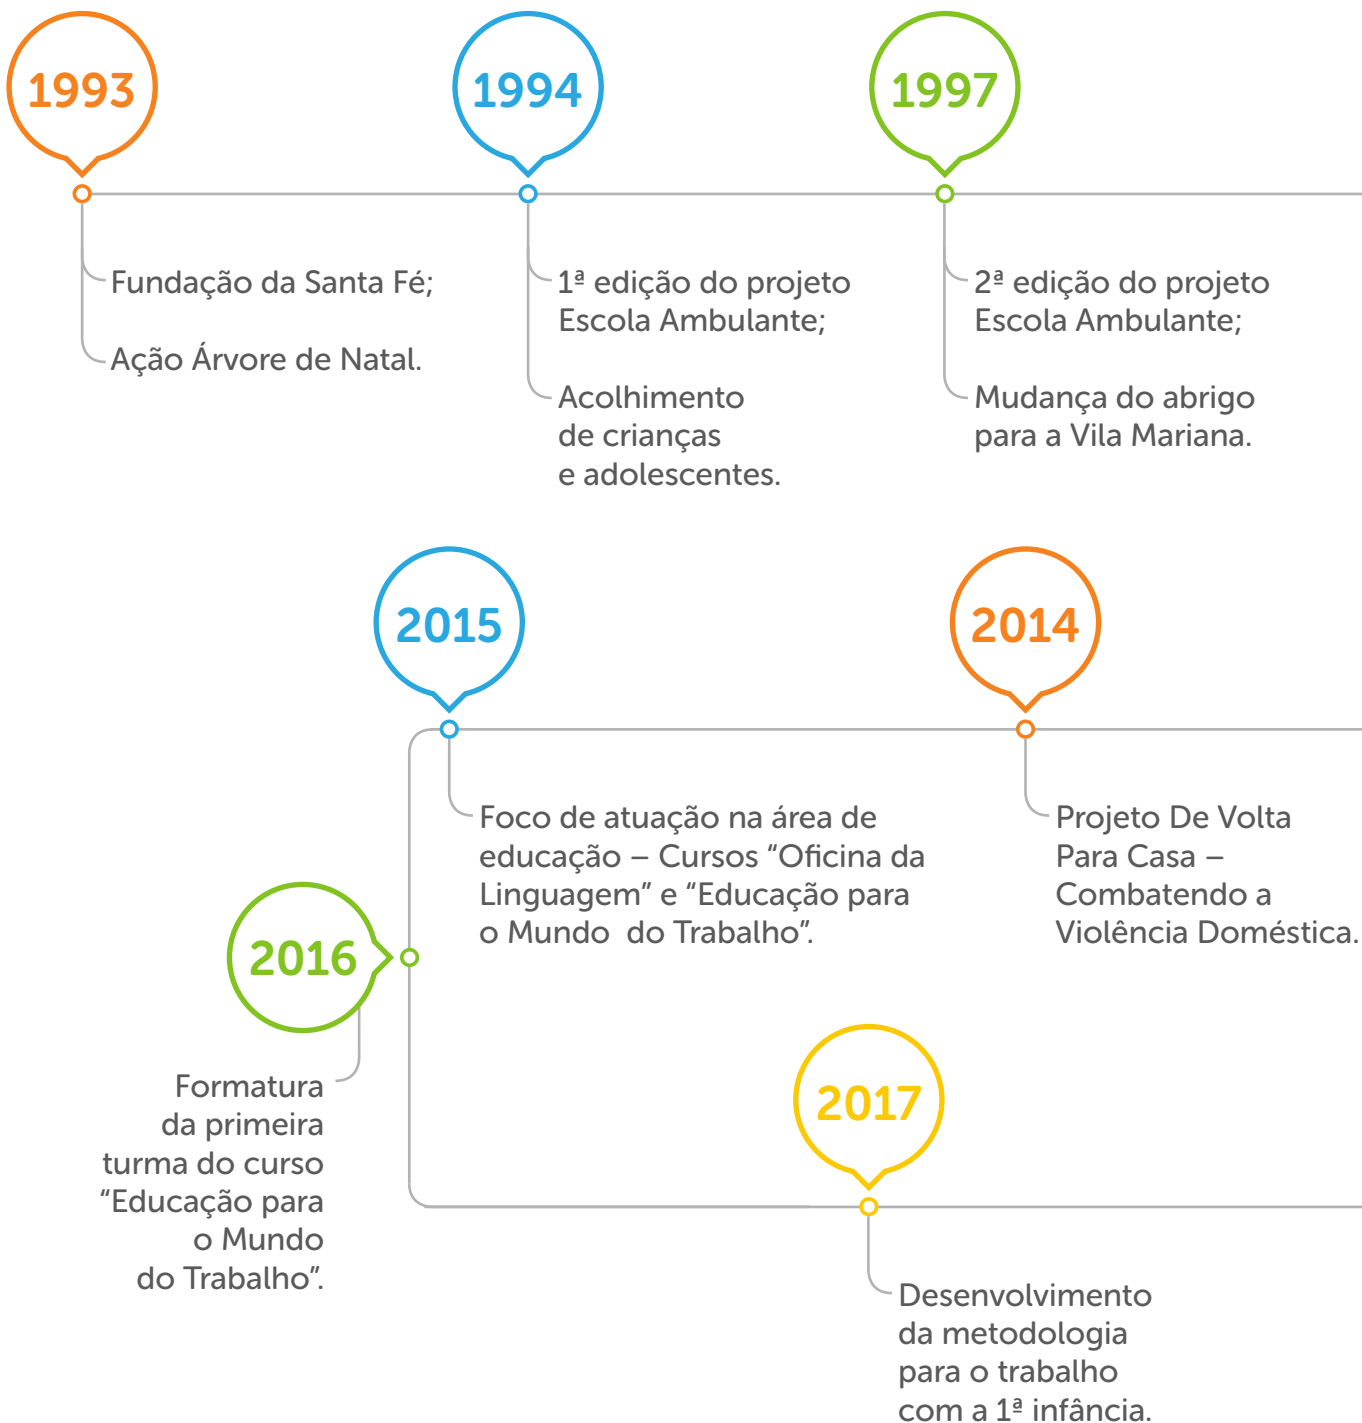 1993
Fundação da Santa Fé;
Ação Árvore de Natal.
1994
1ª edição do projeto
Escola Ambulante;
Acolhimento
de crianças
e adolescentes.
1997
2ª edição do projeto
Escola Ambulante;
Mudança do abrigo
para a Vila Mariana.
2014
Projeto De Volta
Para Casa –
Combatendo a
Violência Doméstica.
2015
Foco de atuação na área de
educação – Cursos “Oficina da
Linguagem” e “Educação para
o Mundo do Trabalho”.
2016
Formatura
da primeira
turma do curso
“Educação para
o Mundo
do Trabalho”.
2017
Desenvolvimento
da metodologia
para o trabalho
com a 1ª infância.